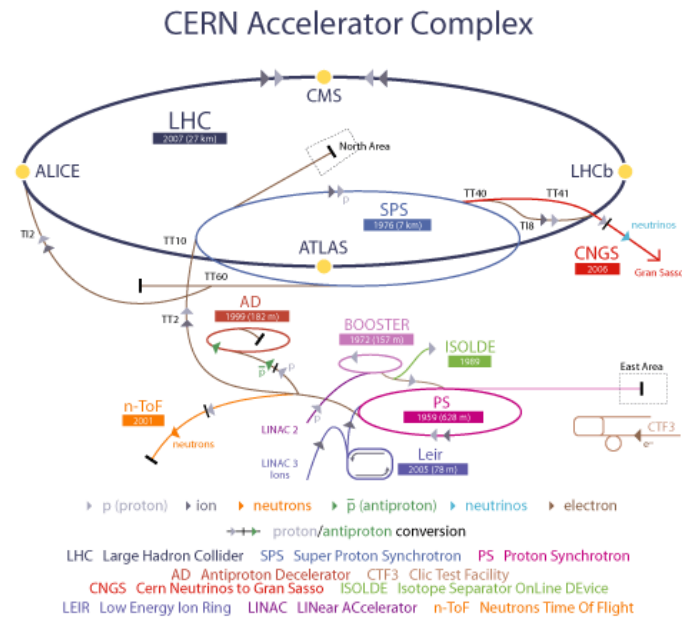 CERN Accelerator Complex
CMS
LHC
2007 (27 km)
North Area
ALICE
LHCb
p
TT40
TT41
SPS
1976 (7 km)
TI2
TT10
TI8
neutrinos
ATLAS
CNGS
2006
TT60
Gran Sasso
AD
1999 (182 m)
TT2
BOOSTER
1972 (157 m)
ISOLDE
1989
p̅
p
East Area
n-ToF
2001
PS
1959 (628 m)
p
LINAC 2
neutrons
CTF3
e⁻
LINAC 3
Ions
Leir
2005 (78 m)
p (proton) ion neutrons p̅ (antiproton) neutrinos electron
proton/antiproton conversion
LHC Large Hadron Collider SPS Super Proton Synchrotron PS Proton Synchrotron
AD Antiproton Decelerator CTF3 Clic Test Facility
CNGS Cern Neutrinos to Gran Sasso ISOLDE Isotope Separator OnLine DEvice
LEIR Low Energy Ion Ring LINAC LINear ACcelerator n-ToF Neutrons Time Of Flight